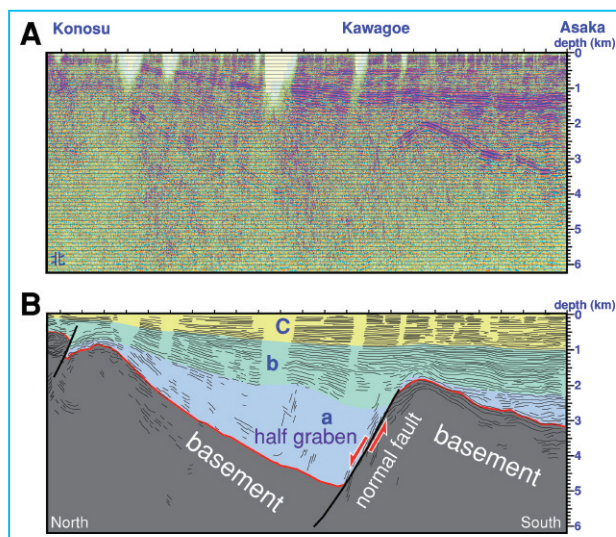 A
Konosu Kawagoe Asaka
depth (km)
0
1
2
3
4
5
6
北
B
depth (km)
0
C
1
b
2
a
half graben
3
basement
normal fault
basement
4
5
6
North South